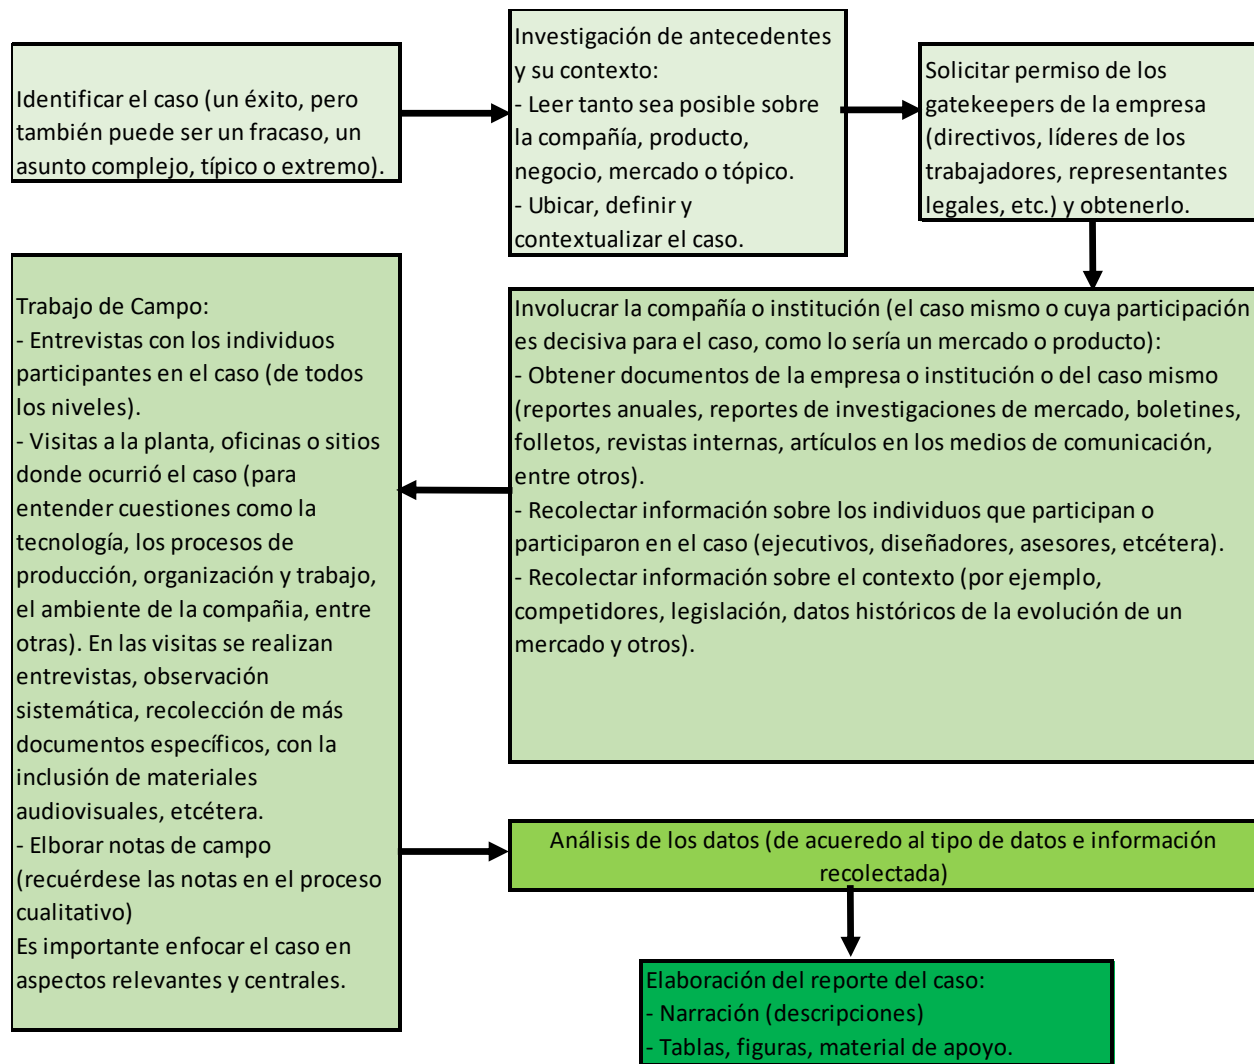 Identificar el caso (un éxito, pero
también puede ser un fracaso, un
asunto complejo, típico o extremo).
Investigación de antecedentes
y su contexto:
- Leer tanto sea posible sobre
la compañía, producto,
negocio, mercado o tópico.
- Ubicar, definir y
contextualizar el caso.
Solicitar permiso de los
gatekeepers de la empresa
(directivos, líderes de los
trabajadores, representantes
legales, etc.) y obtenerlo.
Involucrar la compañía o institución (el caso mismo o cuya participación
es decisiva para el caso, como lo sería un mercado o producto):
- Obtener documentos de la empresa o institución o del caso mismo
(reportes anuales, reportes de investigaciones de mercado, boletines,
folletos, revistas internas, artículos en los medios de comunicación,
entre otros).
- Recolectar información sobre los individuos que participan o
participaron en el caso (ejecutivos, diseñadores, asesores, etcétera).
- Recolectar información sobre el contexto (por ejemplo,
competidores, legislación, datos históricos de la evolución de un
mercado y otros).
Trabajo de Campo:
- Entrevistas con los individuos
participantes en el caso (de todos
los niveles).
- Visitas a la planta, oficinas o sitios
donde ocurrió el caso (para
entender cuestiones como la
tecnología, los procesos de
producción, organización y trabajo,
el ambiente de la compañia, entre
otras). En las visitas se realizan
entrevistas, observación
sistemática, recolección de más
documentos específicos, con la
inclusión de materiales
audiovisuales, etcétera.
- Elborar notas de campo
(recuérdese las notas en el proceso
cualitativo)
Es importante enfocar el caso en
aspectos relevantes y centrales.
Análisis de los datos (de acueredo al tipo de datos e información
recolectada)
Elaboración del reporte del caso:
- Narración (descripciones)
- Tablas, figuras, material de apoyo.